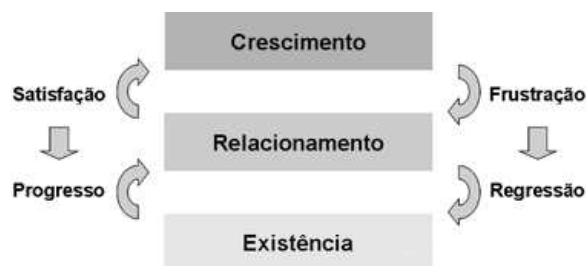 Crescimento
Satisfação
Frustração
Relacionamento
Progresso
Regressão
Existência